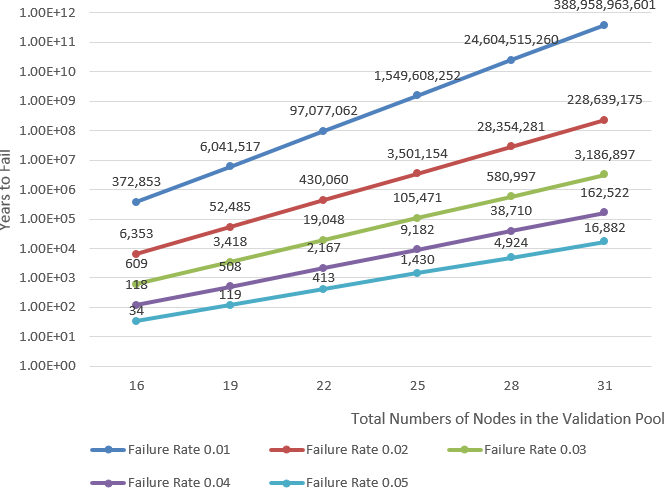 388,958,963,601
1.00E+12
24,604,515,260
1.00E+11
1,549,608,252
1.00E+10
97,077,062
228,639,175
1.00E+09
6,041,517
28,354,281
1.00E+08
3,501,154
3,186,897
1.00E+07
372,853
430,060
580,997
1.00E+06
52,485
105,471
162,522
1.00E+05
6,353
19,048
38,710
16,882
1.00E+04
3,418
9,182
609
2,167
4,924
1.00E+03
508
1,430
118
413
1.00E+02
119
34
1.00E+01
1.00E+00
Years to Fail
16 19 22 25 28 31
Total Numbers of Nodes in the Validation Pool
Failure Rate 0.01 Failure Rate 0.02 Failure Rate 0.03
Failure Rate 0.04 Failure Rate 0.05